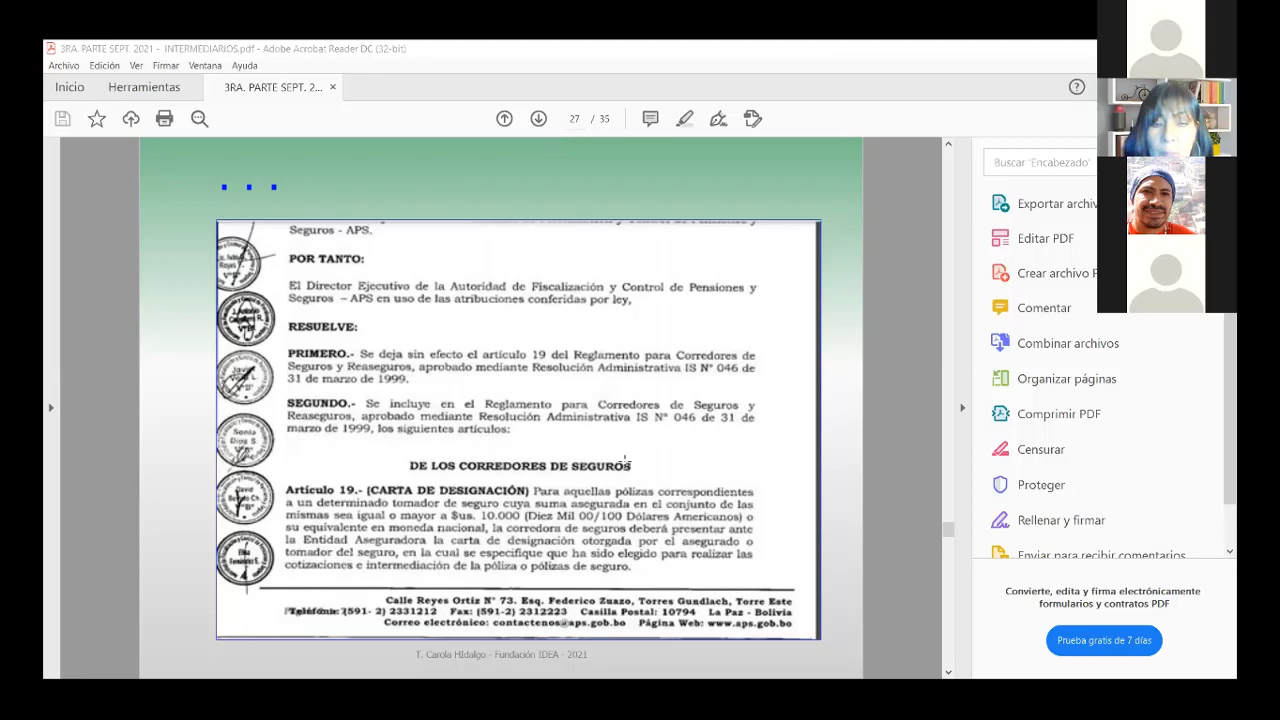 3RA. PARTE SEPT. 2021 - INTERMEDIARIOS.pdf - Adobe Acrobat Reader DC (32-bit)
Archivo Edición Ver Firmar Ventana Ayuda
Inicio Herramientas 3RA. PARTE SEPT. 2... ×
27 / 35
Buscar 'Encabezado'
Exportar archiv
Editar PDF
Crear archivo P
Comentar
Combinar archivos
Organizar páginas
Comprimir PDF
Censurar
Proteger
Rellenar y firmar
Enviar para recibir comentarios
Convierte, edita y firma electrónicamente
formularios y contratos PDF
Prueba gratis de 7 días
...
Seguros - APS.
POR TANTO:
El Director Ejecutivo de la Autoridad de Fiscalización y Control de Pensiones y
Seguros – APS en uso de las atribuciones conferidas por ley,
RESUELVE:
PRIMERO.- Se deja sin efecto el artículo 19 del Reglamento para Corredores de
Seguros y Reaseguros, aprobado mediante Resolución Administrativa IS N° 046 de
31 de marzo de 1999.
SEGUNDO.- Se incluye en el Reglamento para Corredores de Seguros y
Reaseguros, aprobado mediante Resolución Administrativa IS N° 046 de 31 de
marzo de 1999, los siguientes artículos:
DE LOS CORREDORES DE SEGUROS
Artículo 19.- (CARTA DE DESIGNACIÓN) Para aquellas pólizas correspondientes
a un determinado tomador de seguro cuya suma asegurada en el conjunto de las
mismas sea igual o mayor a $us. 10.000 (Diez Mil 00/100 Dólares Americanos) o
su equivalente en moneda nacional, la corredora de seguros deberá presentar ante
la Entidad Aseguradora la carta de designación otorgada por el asegurado o
tomador del seguro, en la cual se especifique que ha sido elegido para realizar las
cotizaciones e intermediación de la póliza o pólizas de seguro.
Calle Reyes Ortiz N° 73. Esq. Federico Zuazo, Torres Gundlach, Torre Este
(591- 2) 2331212 Fax: (591-2) 2312223 Casilla Postal: 10794 La Paz - Bolivia
Correo electrónico: contactenos@aps.gob.bo Página Web: www.aps.gob.bo
T. Carola HIdalgo - Fundación IDEA - 2021